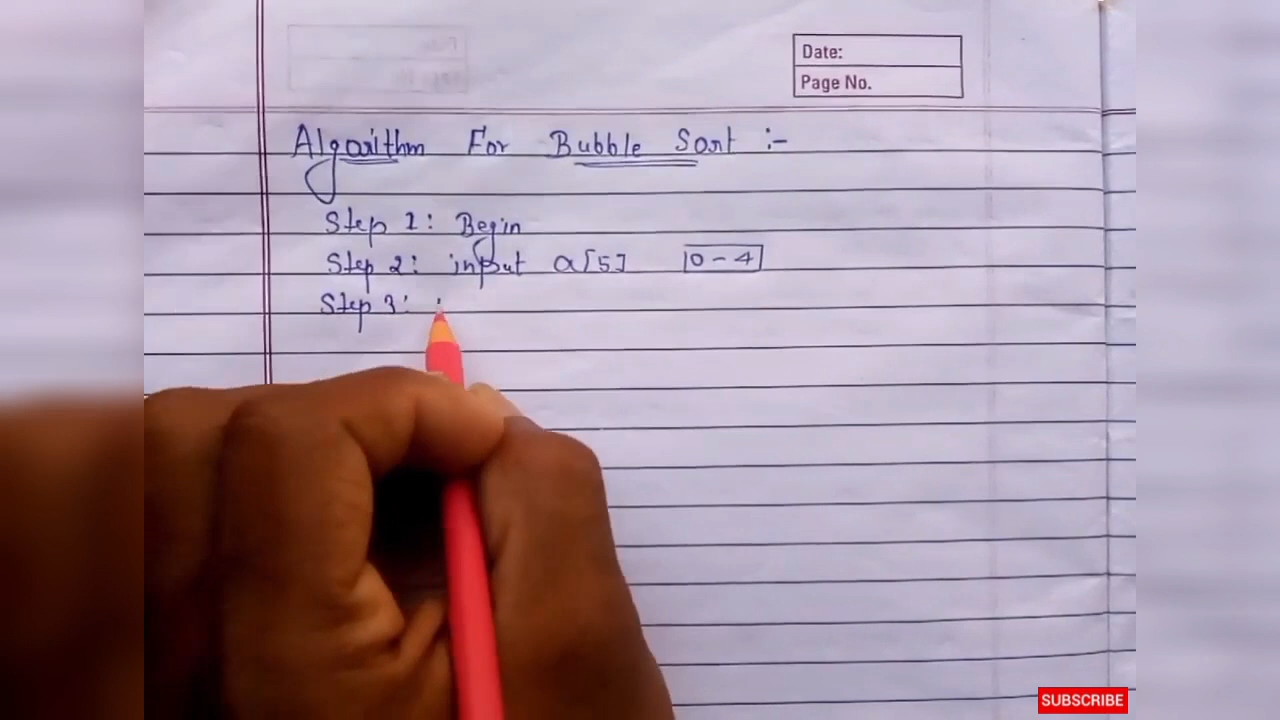 Date:
Page No.
Algorithm For Bubble Sort :-
Step 1: Begin
Step 2: input a[5] 0-4
Step 3:
SUBSCRIBE